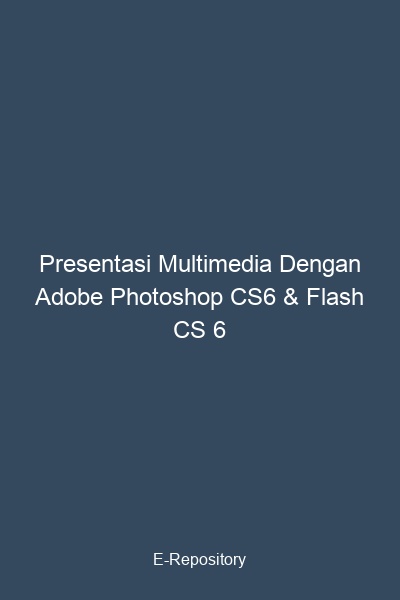 Presentasi Multimedia Dengan
Adobe Photoshop CS6 & Flash
CS 6
E-Repository